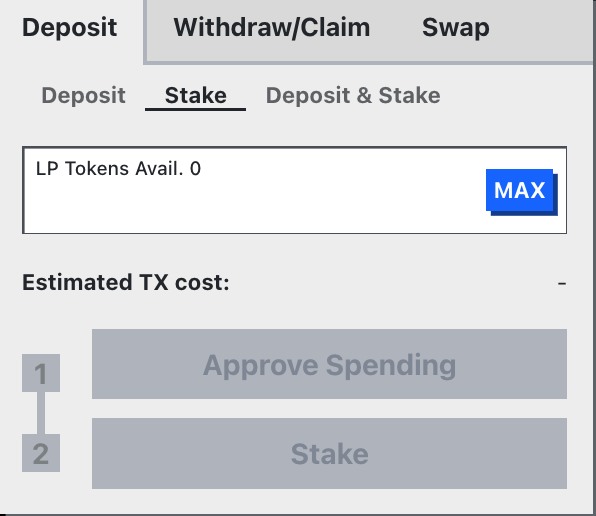 Deposit Withdraw/Claim Swap
Deposit Stake Deposit & Stake
LP Tokens Avail. 0
MAX
Estimated TX cost: -
1 Approve Spending
2 Stake